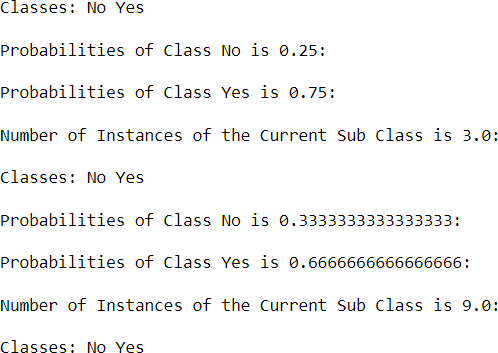 Classes: No Yes
Probabilities of Class No is 0.25:
Probabilities of Class Yes is 0.75:
Number of Instances of the Current Sub Class is 3.0:
Classes: No Yes
Probabilities of Class No is 0.3333333333333333:
Probabilities of Class Yes is 0.6666666666666666:
Number of Instances of the Current Sub Class is 9.0:
Classes: No Yes